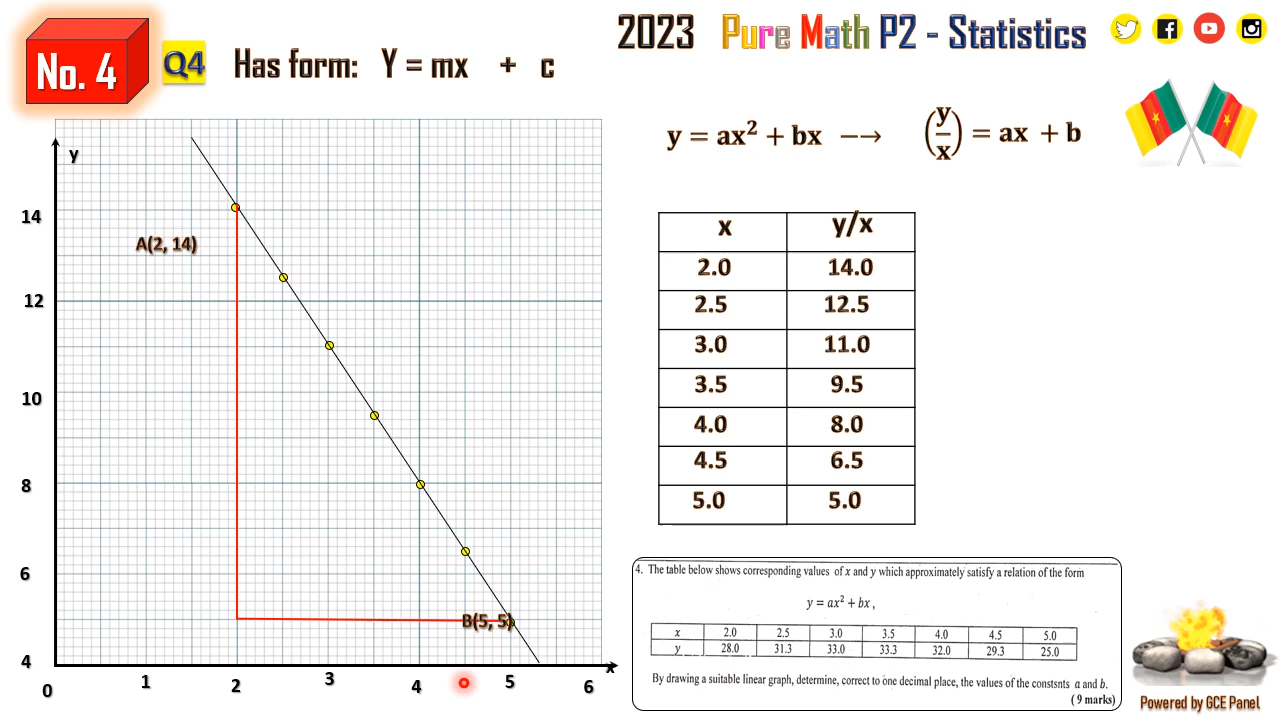 No. 4
Q4
Has form: Y = mx + c
2023 Pure Math P2 - Statistics
y = ax² + bx → (y/x) = ax + b
y
14
A(2, 14)
12
10
8
6
B(5, 5)
4
x
0 1 2 3 4 5 6
x y/x
2.0 14.0
2.5 12.5
3.0 11.0
3.5 9.5
4.0 8.0
4.5 6.5
5.0 5.0
4. The table below shows corresponding values of x and y which approximately satisfy a relation of the form
y = ax² + bx ,
x 2.0 2.5 3.0 3.5 4.0 4.5 5.0
y 28.0 31.3 33.0 33.3 32.0 29.3 25.0
By drawing a suitable linear graph, determine, correct to one decimal place, the values of the constsnts a and b.
( 9 marks)
Powered by GCE Panel